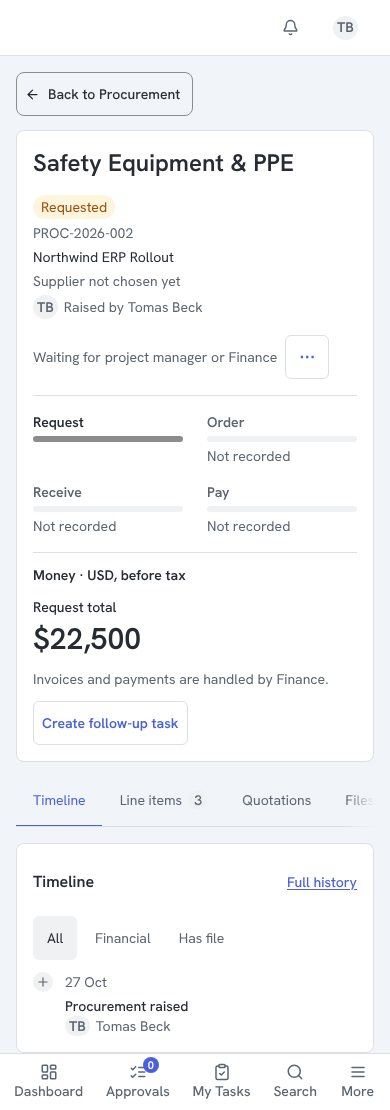 TB
← Back to Procurement
Safety Equipment & PPE
Requested
PROC-2026-002
Northwind ERP Rollout
Supplier not chosen yet
TB Raised by Tomas Beck
Waiting for project manager or Finance ...
Request Order
Not recorded
Receive Pay
Not recorded Not recorded
Money · USD, before tax
Request total
$22,500
Invoices and payments are handled by Finance.
Create follow-up task
Timeline Line items 3 Quotations Files
Timeline Full history
All Financial Has file
27 Oct
Procurement raised
TB Tomas Beck
0
Dashboard Approvals My Tasks Search More